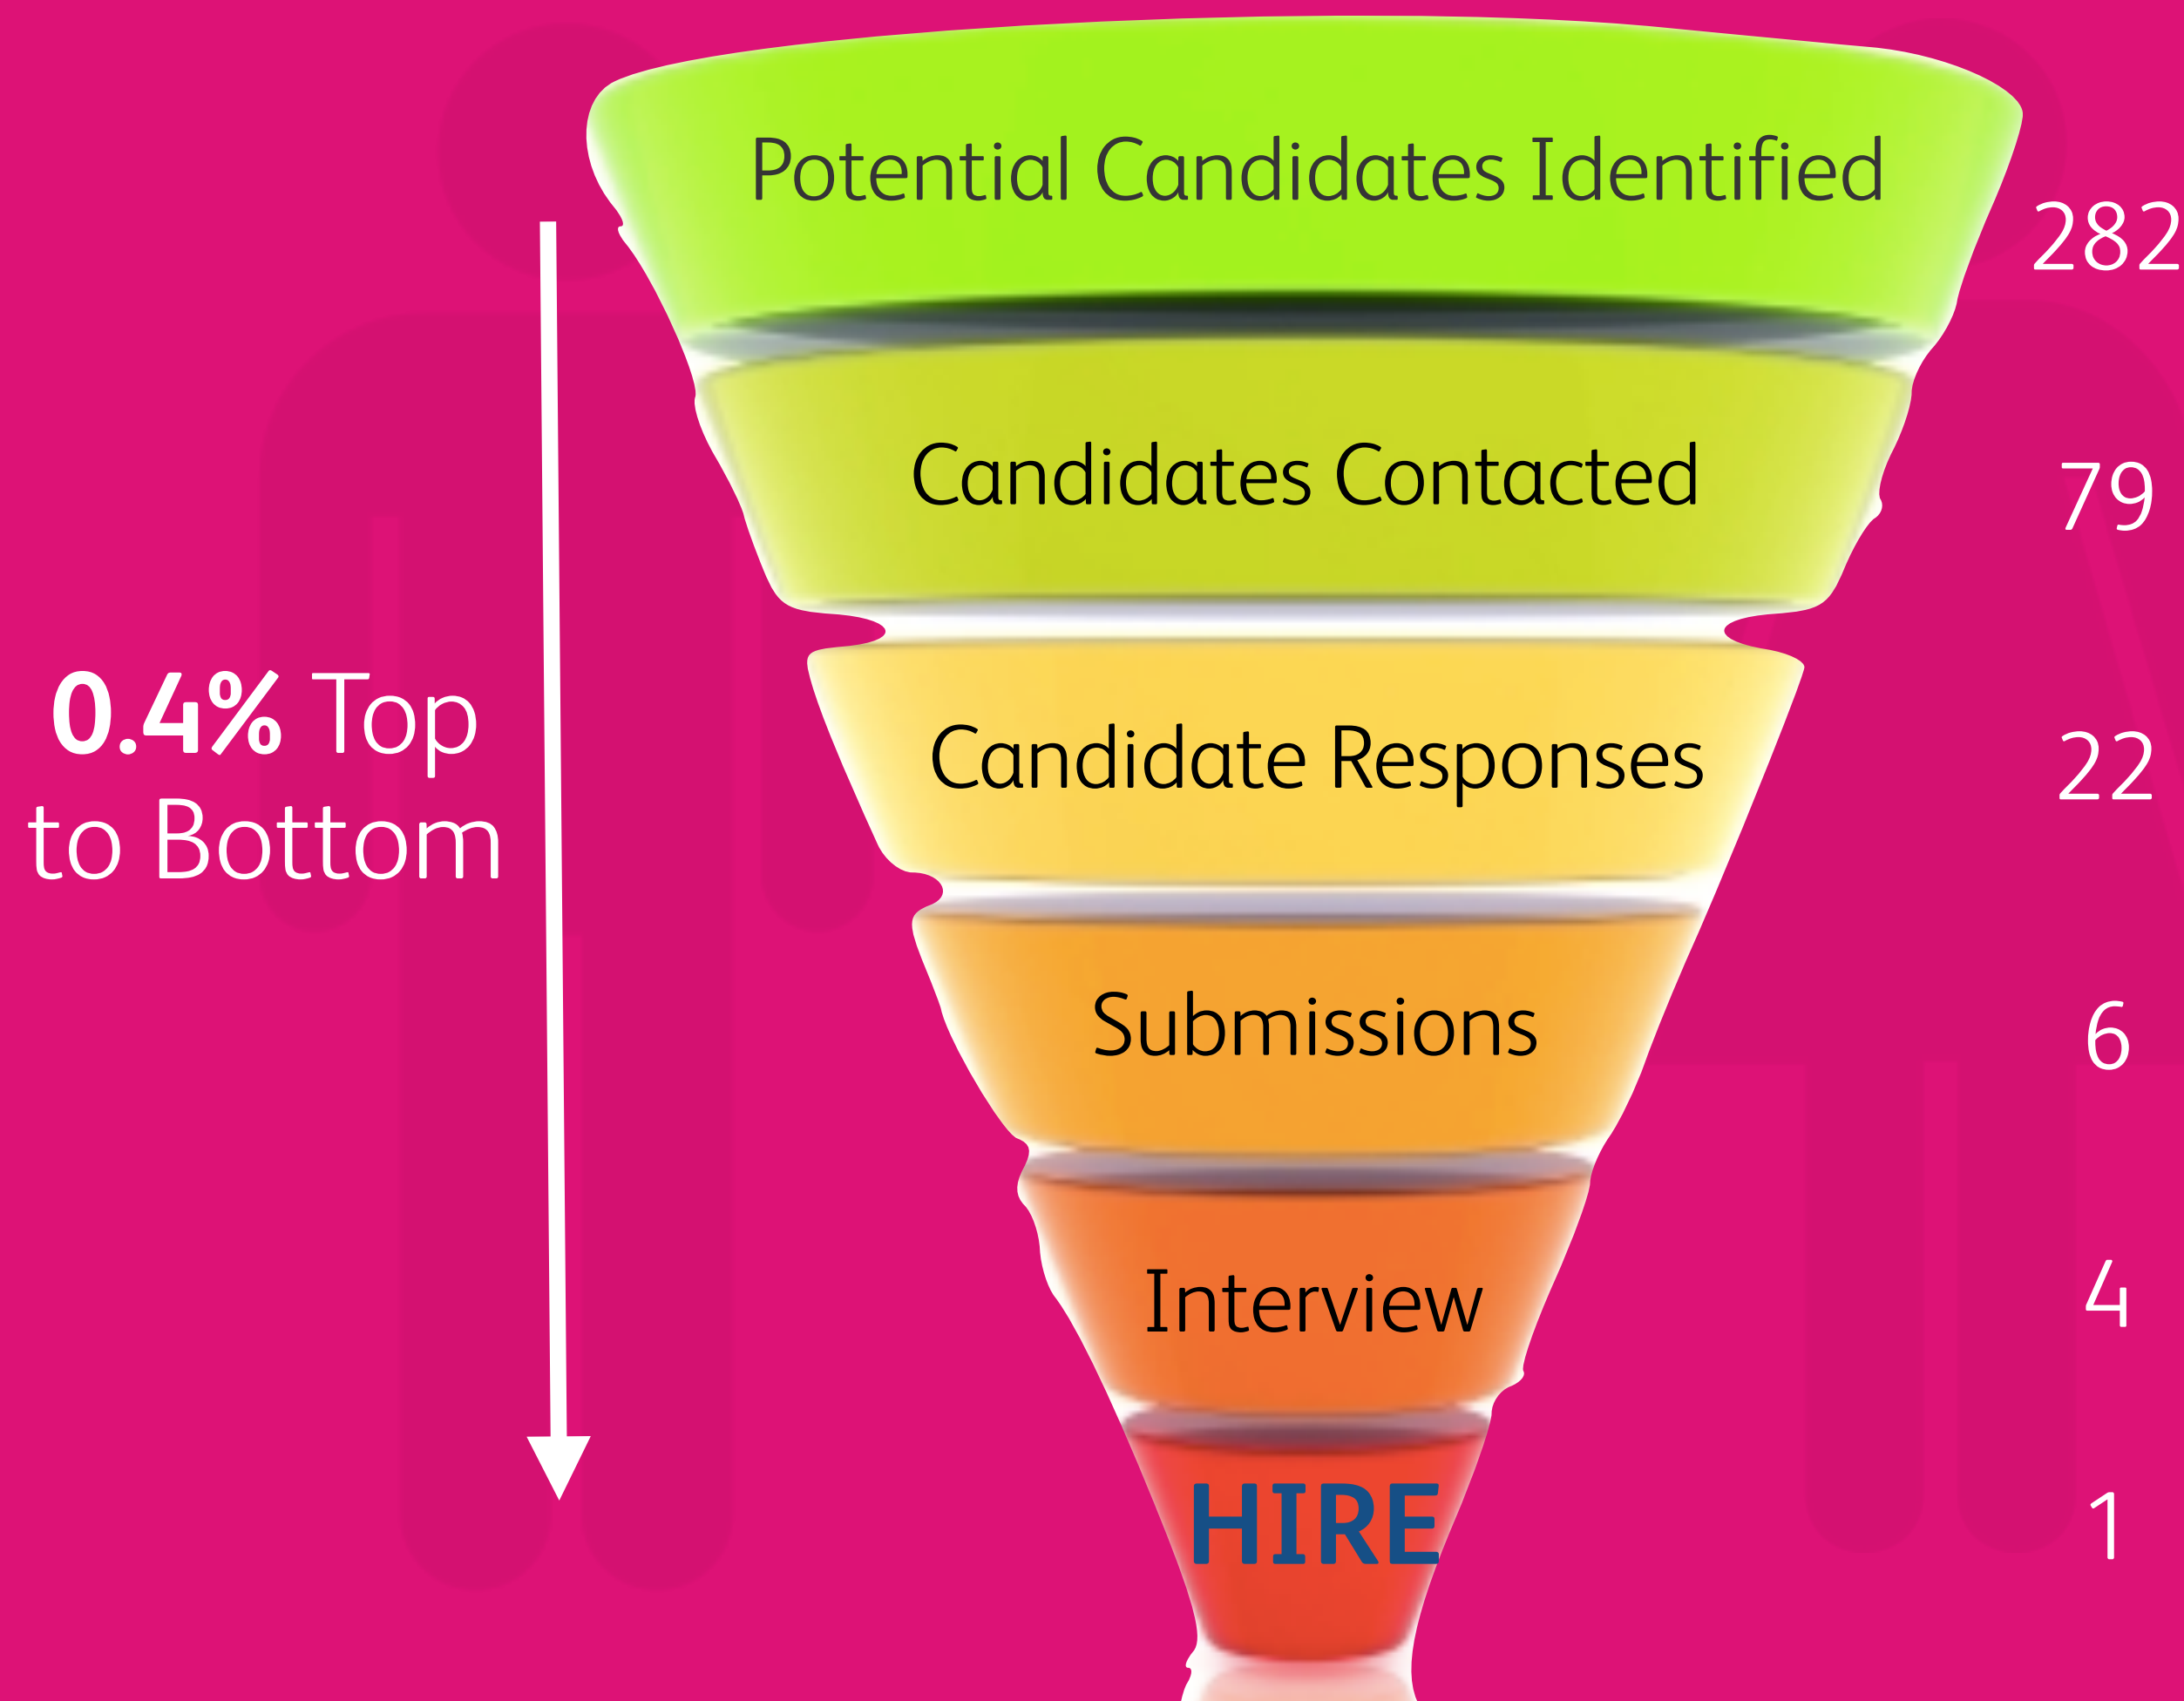 Potential Candidates Identified
282
Candidates Contacted
79
0.4% Top
to Bottom
Candidate Responses
22
Submissions
6
Interview
4
HIRE
1